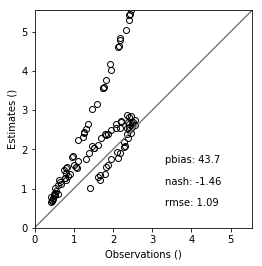 5
4
3
2
1
0
Estimates ()
pbias: 43.7
nash: -1.46
rmse: 1.09
0 1 2 3 4 5
Observations ()